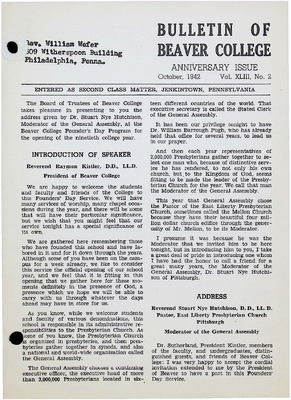 Rev. William Wefer
909 Witherspoon Building
Philadelphia, Penna.
BULLETIN OF
BEAVER COLLEGE
ANNIVERSARY ISSUE
October, 1942 Vol. XLIII, No. 2
ENTERED AS SECOND CLASS MATTER, JENKINTOWN, PENNSYLVANIA
The Board of Trustees of Beaver College
takes pleasure in presenting to you the
address given by Dr. Stuart Nye Hutchison,
Moderator of the General Assembly, at the
Beaver College Founder's Day Program for
the opening of the ninetieth college year.
INTRODUCTION OF SPEAKER
Reverend Raymon Kistler, DD., LL.D.
President of Beaver College
We are happy to welcome the students
and faculty and friends of the College to
this Founders' Day Service. We will have
many services of worship, many chapel sessions
during the year, and there will be some
that will have their particular significance,
but we wish that you might feel that our
service tonight has a special significance of
its own.
We are gathered here remembering those
who have founded this school and have labored
in it and for it down through the years.
Although some of you have been on the campus
for a week already, we has to consider
this service the official opening of our school
year, and we feel that it is fitting in this
opening that we gather here for these moments
definitely in the presence of God, a
presence which we hope we will be able to
carry with us through whatever the days
ahead may have in store for us.
As you know, while we welcome students
and faculty of various denominations, this
school is responsible in its administrative responsibilities
to the Presbyterian Church. As
some of you know, the Presbyterian Church
is organized in presbyteries, and then presbyteries
gather together in synods, and also
a national and world-wide organization called
the General Assembly.
The General Assembly chooses a continuing
executive officer, the executive head of more
than 2,000,000 Presbyterians located in sixteen
different countries of the world. That
executive secretary is called the Stated Clerk
of the General Assembly.
It has been our privilege tonight to have
Dr. William Barrough Pugh, who has already
held that office for several years, to lead us
in our prayer.
And then each year representatives of
2,000,000 Presbyterians gather together to select
one man who, because of distinctive service
he has rendered, to not only his own
church, but to the Kingdom of God, seems
fitting to be made the leader of the Presbyterian
Church for the year. We call that man
the Moderator of the General Assembly.
This year that General Assembly chose
the Pastor of the East Liberty Presbyterian
Church, sometimes called the Mellon Church
because they have their beautiful four million
dollar church edifice through the generosity
of Mr. Mellon, to be its Moderator.
I presume it was because he was the
Moderator that we invited him to be here
tonight, but in introducing him to you, I take
a great deal of pride in introducing one whom
I have had the honor to call a friend for a
number of years, the Moderator of the
General Assembly, Dr. Stuart Nye Hutchison
of Pittsburgh.
ADDRESS
Reverend Stuart Nye Hutchison, D.D., LL.D.
Pastor, East Liberty Presbyterian Church
Pittsburgh
Moderator of the General Assembly
Dr. Sutherland, President Kistler, members
of the faculty, and undergraduates, distinguished
guests, and friends of Beaver College:
I was very happy to accept the cordial
invitation extended to me by the President
of Beaver to have a part in this Founders'
Day Service.